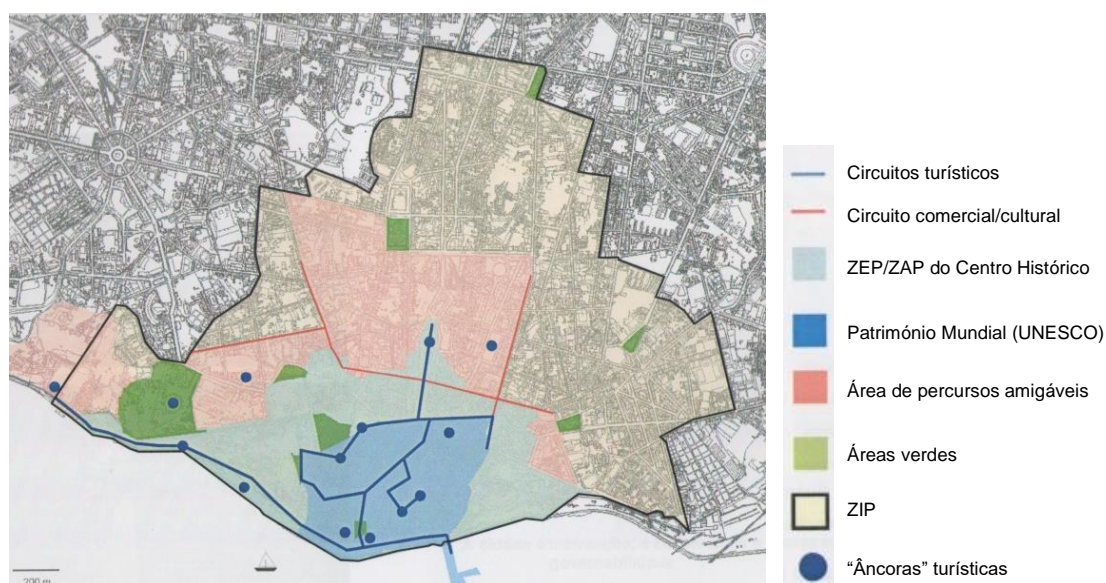 Circuitos turísticos
Circuito comercial/cultural
ZEP/ZAP do Centro Histórico
Património Mundial (UNESCO)
Área de percursos amigáveis
Áreas verdes
ZIP
“Âncoras” turísticas
200 m